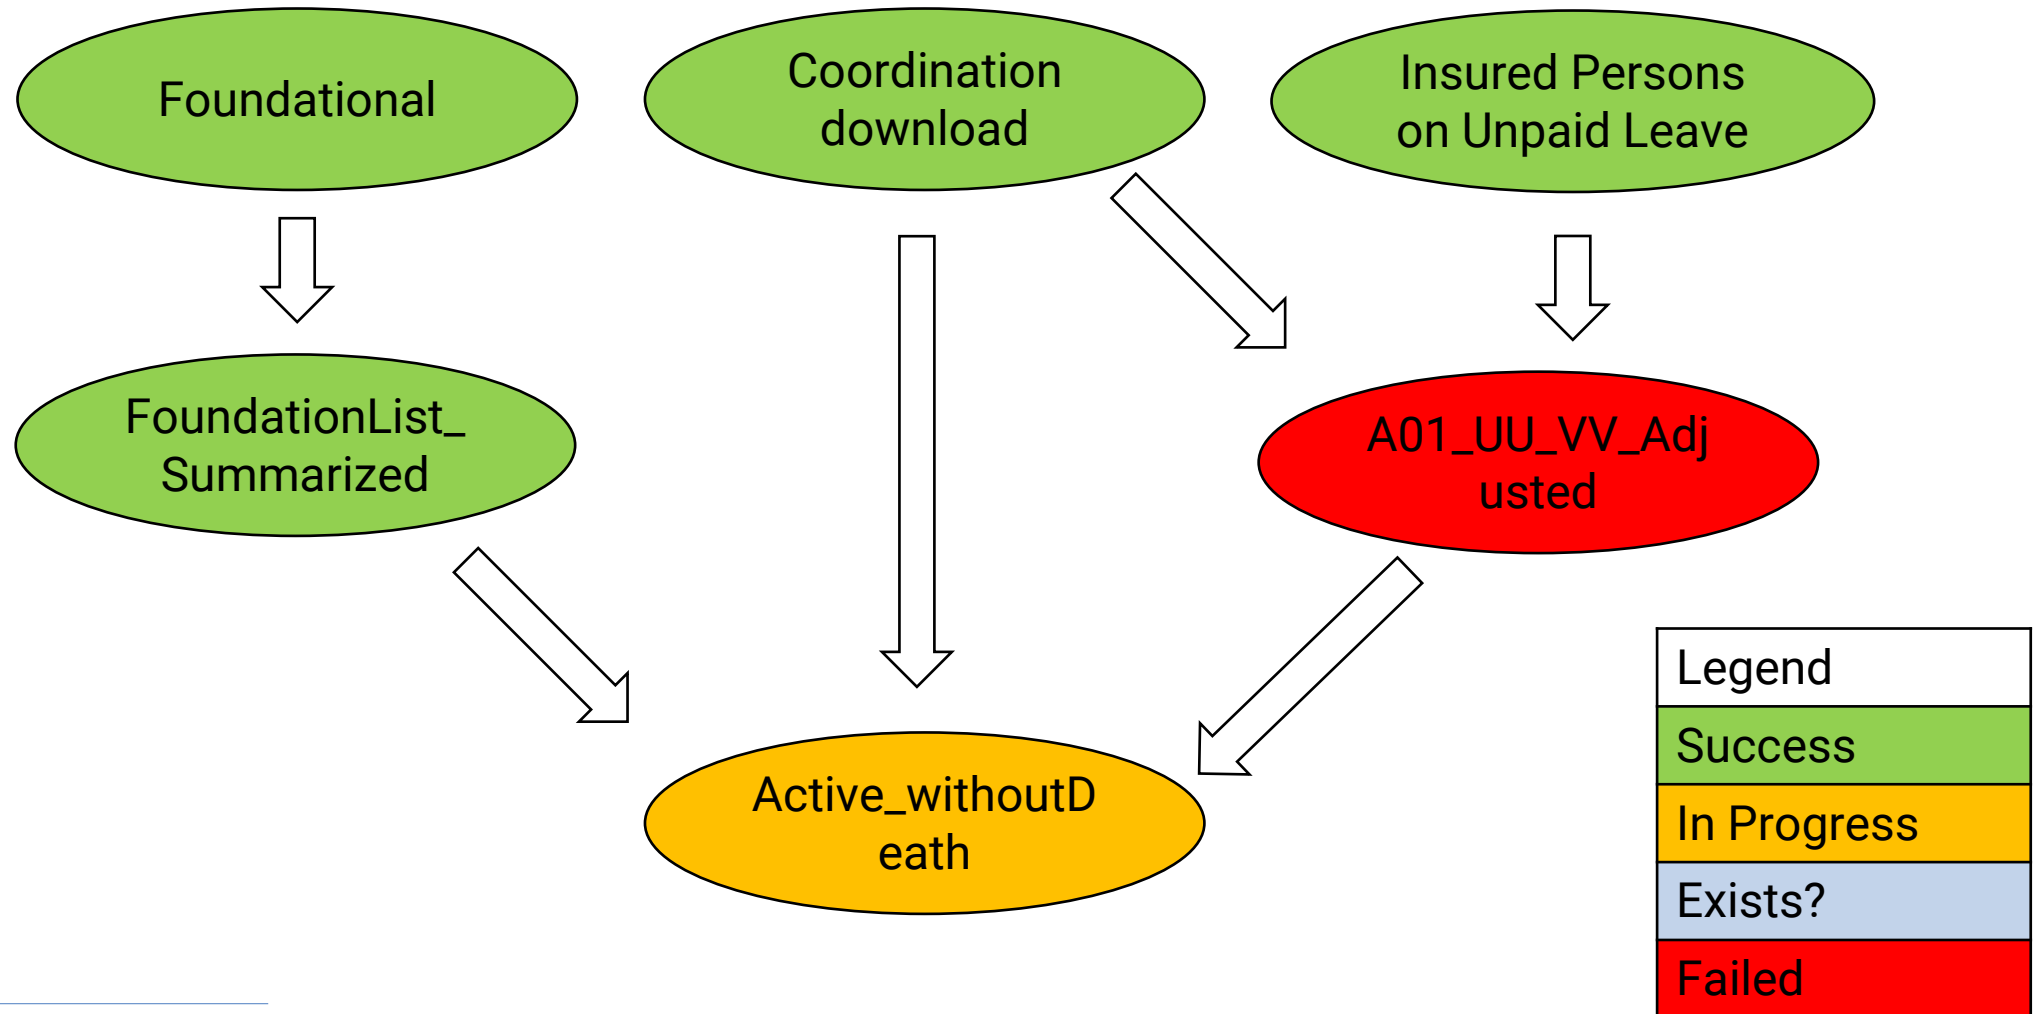 Foundational
Coordination
download
Insured Persons
on Unpaid Leave
FoundationList_
Summarized
A01_UU_VV_Adj
usted
Active_withoutD
eath
Legend
Success
In Progress
Exists?
Failed